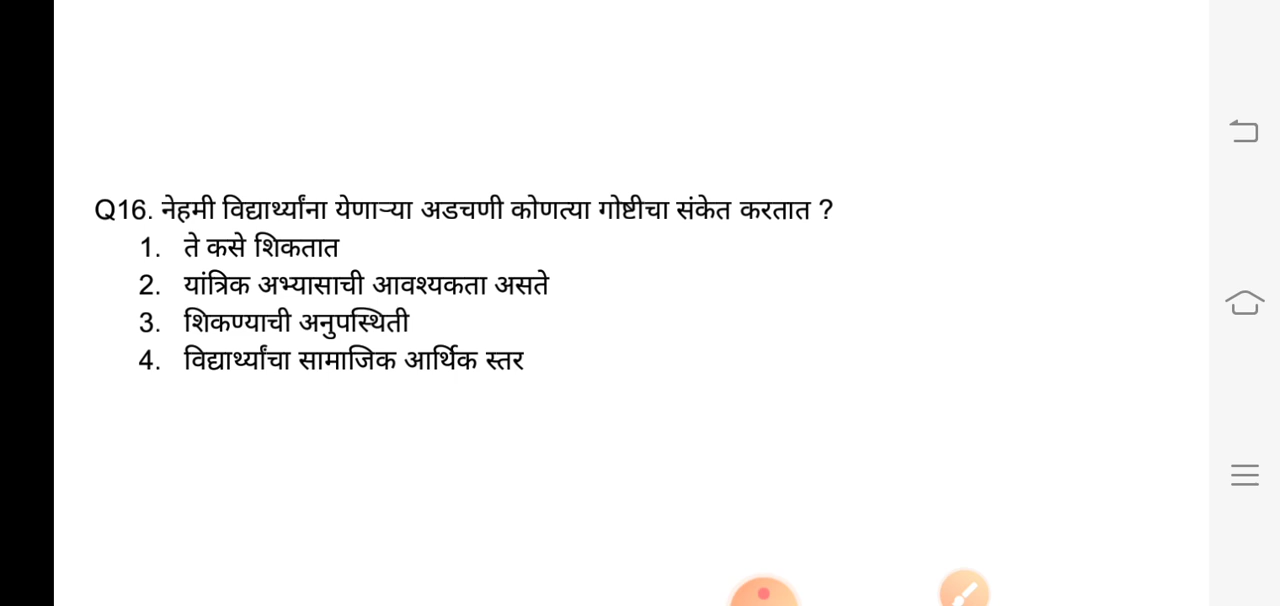 Q16. नेहमी विद्यार्थ्यांना येणाऱ्या अडचणी कोणत्या गोष्टीचा संकेत करतात ?
1. ते कसे शिकतात
2. यांत्रिक अभ्यासाची आवश्यकता असते
3. शिकण्याची अनुपस्थिती
4. विद्यार्थ्यांचा सामाजिक आर्थिक स्तर